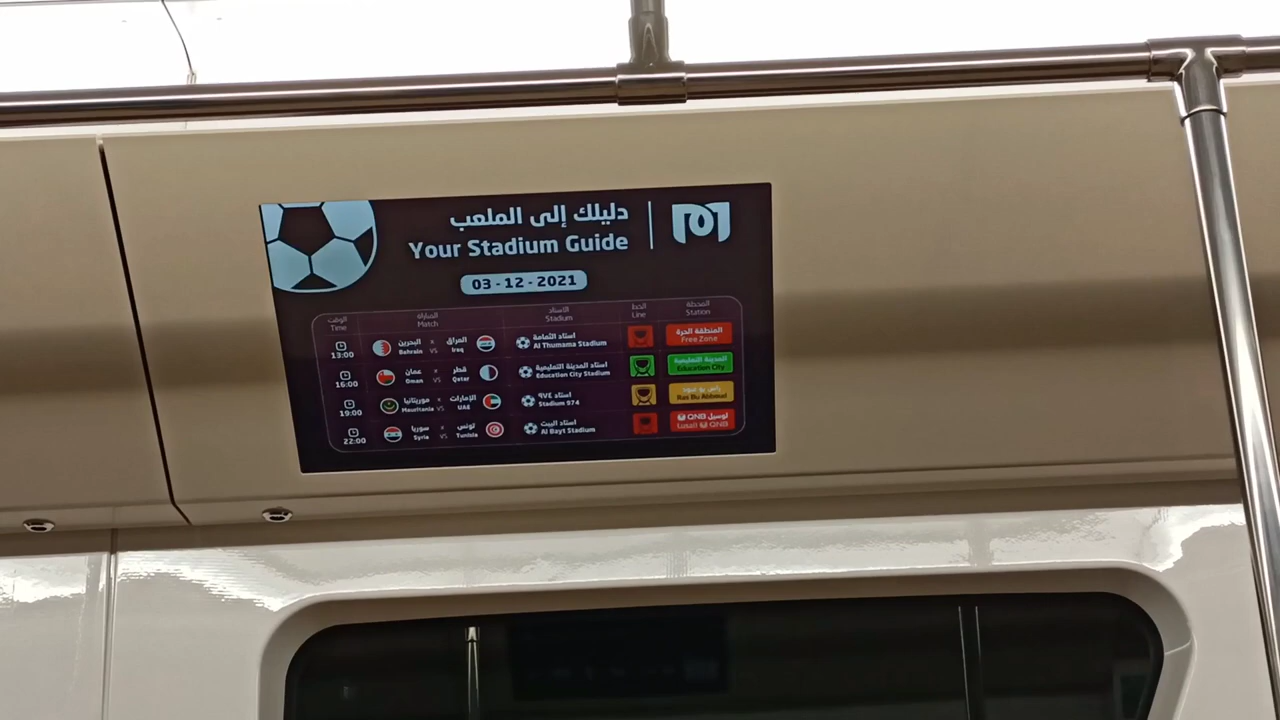 دليلك إلى الملعب
Your Stadium Guide
03 - 12 - 2021
الوقت المباراة الاستاد الخط المحطة
Time Match Stadium Line Station
13:00 البحرين × العراق استاد الثمامة المنطقة الحرة
Bahrain VS Iraq Al Thumama Stadium Free Zone
16:00 عمان × قطر استاد المدينة التعليمية المدينة التعليمية
Oman VS Qatar Education City Stadium Education City
19:00 موريتانيا × الإمارات استاد ٩٧٤ راس بو عبود
Mauritania VS UAE Stadium 974 Ras Bu Abboud
22:00 سوريا × تونس استاد البيت لوسيل QNB
Syria VS Tunisia Al Bayt Stadium Lusail QNB